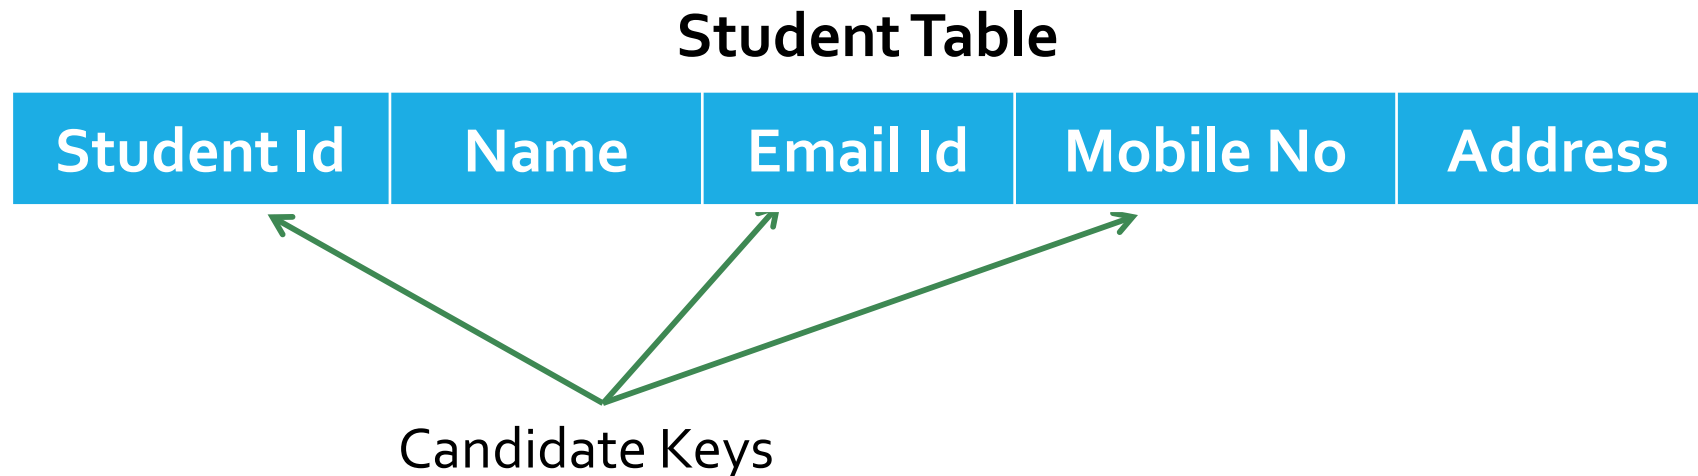 Student Table
Student Id Name Email Id Mobile No Address
Candidate Keys